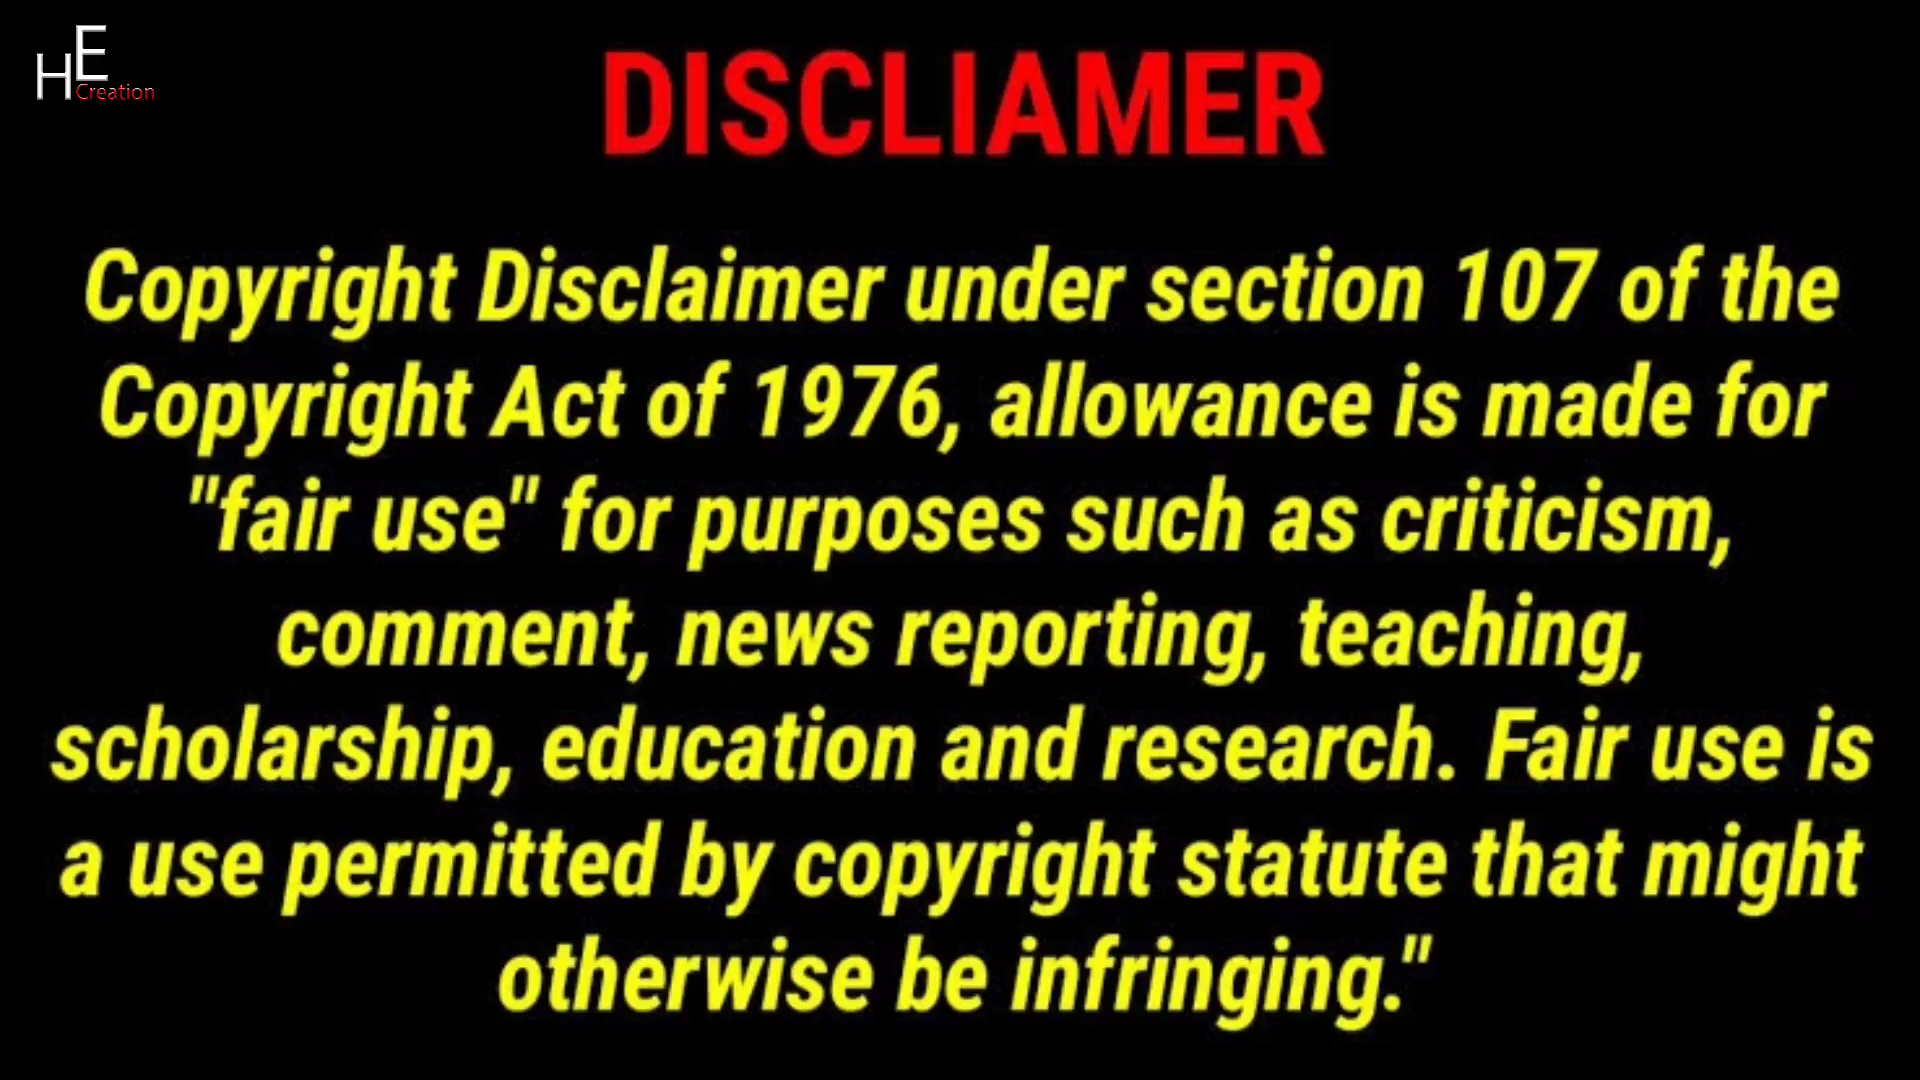 HE
Creation
DISCLIAMER
Copyright Disclaimer under section 107 of the
Copyright Act of 1976, allowance is made for
"fair use" for purposes such as criticism,
comment, news reporting, teaching,
scholarship, education and research. Fair use is
a use permitted by copyright statute that might
otherwise be infringing."